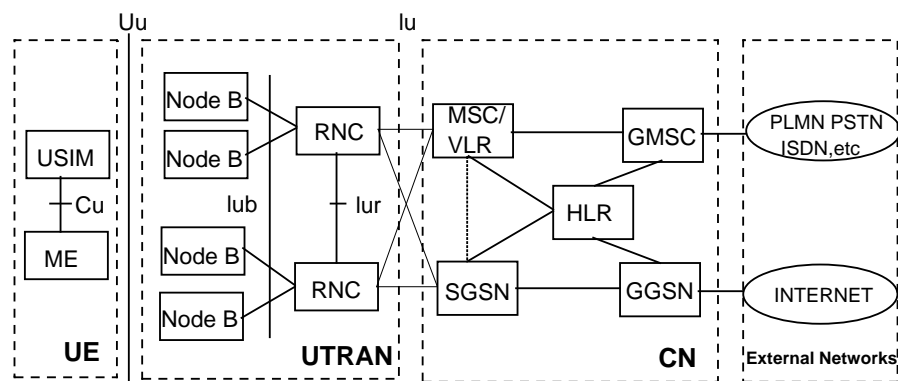 Uu
Iu
Node B
Node B
RNC
MSC/
VLR
GMSC
PLMN PSTN
ISDN,etc
USIM
Cu
Iub
Iur
HLR
ME
Node B
Node B
RNC
SGSN
GGSN
INTERNET
UE
UTRAN
CN
External Networks